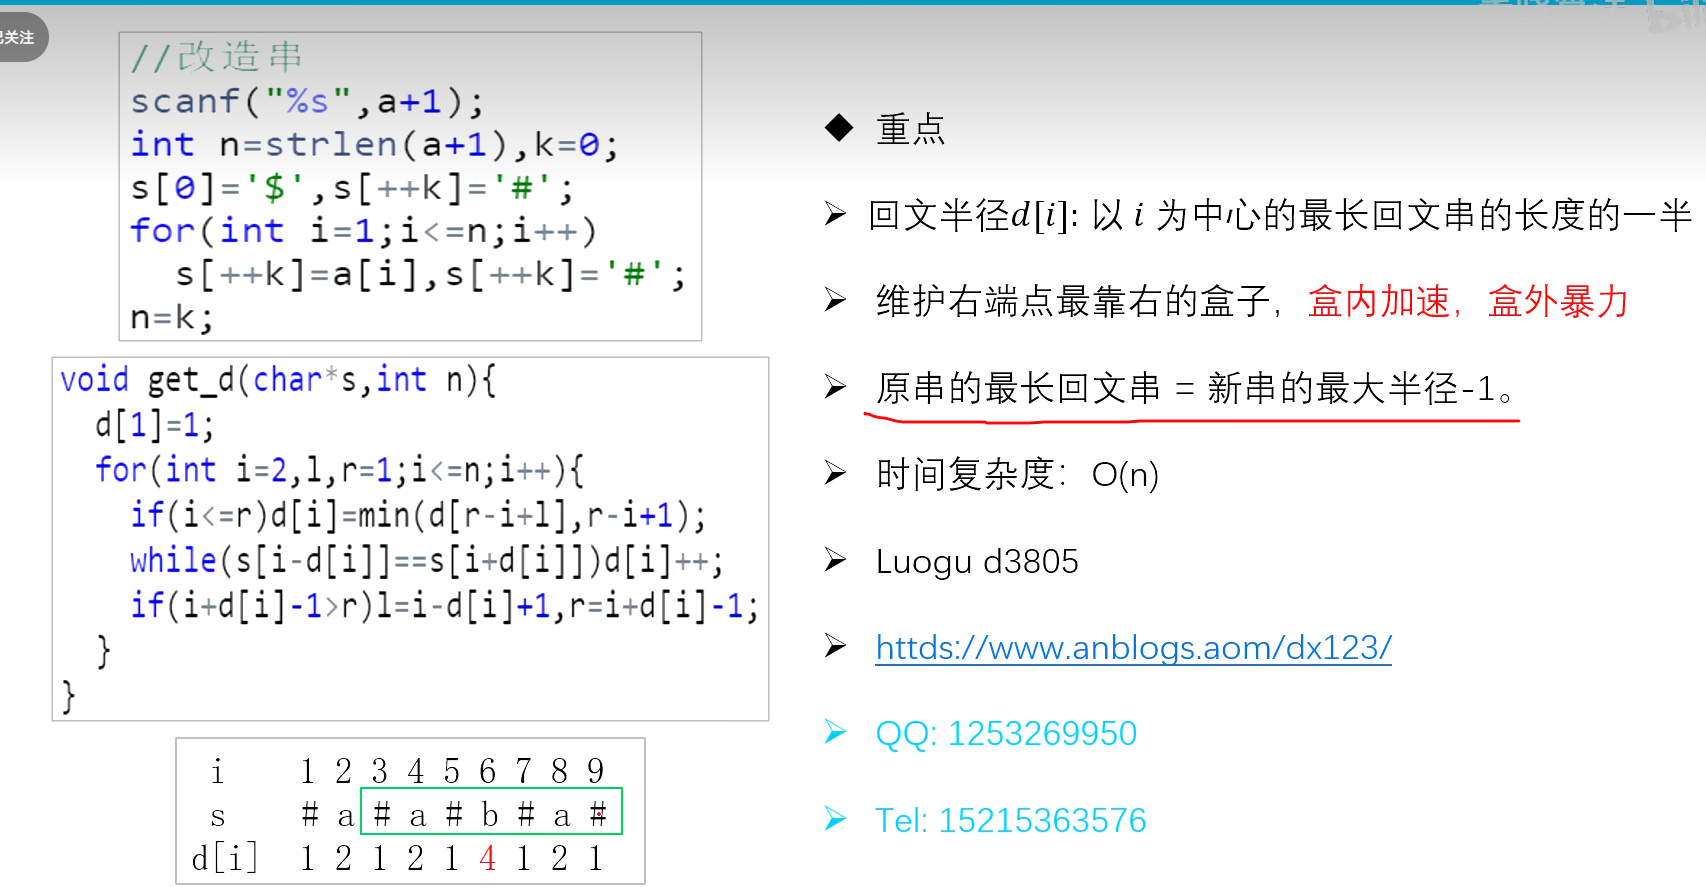 已关注
//改造串
scanf("%s",a+1);
int n=strlen(a+1),k=0;
s[0]='$',s[++k]='#';
for(int i=1;i<=n;i++)
s[++k]=a[i],s[++k]='#';
n=k;
void get_d(char*s,int n){
d[1]=1;
for(int i=2,l,r=1;i<=n;i++){
if(i<=r)d[i]=min(d[r-i+l],r-i+1);
while(s[i-d[i]]==s[i+d[i]])d[i]++;
if(i+d[i]-1>r)l=i-d[i]+1,r=i+d[i]-1;
}
}
i 1 2 3 4 5 6 7 8 9
s # a # a # b # a #
d[i] 1 2 1 2 1 4 1 2 1
◆ 重点
➢ 回文半径d[i]: 以 i 为中心的最长回文串的长度的一半
➢ 维护右端点最靠右的盒子，盒内加速，盒外暴力
➢ 原串的最长回文串 = 新串的最大半径-1。
➢ 时间复杂度：O(n)
➢ Luogu d3805
➢ httds://www.anblogs.aom/dx123/
➢ QQ: 1253269950
➢ Tel: 15215363576